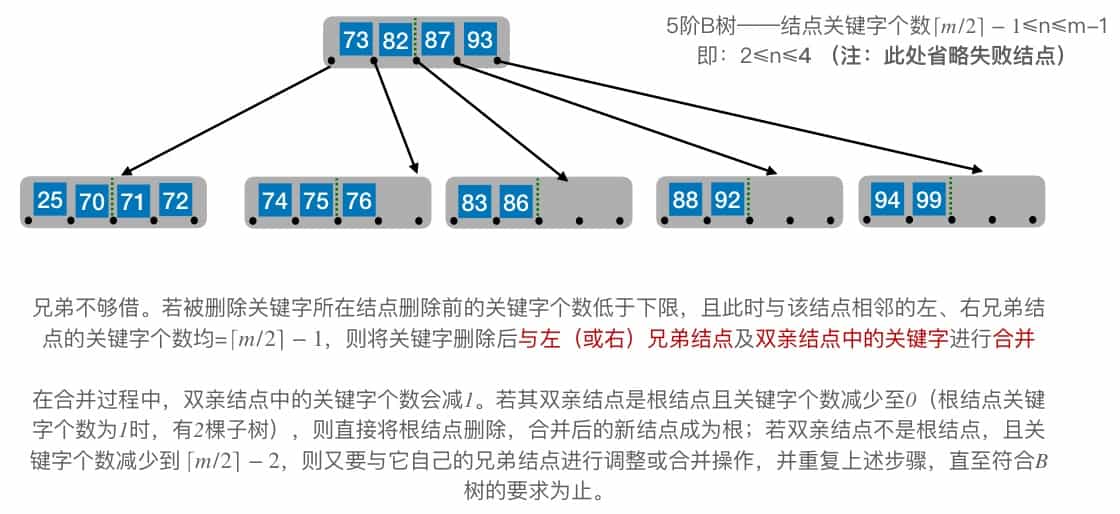 73 82 87 93
5阶B树——结点关键字个数⌈m/2⌉ − 1≤n≤m-1
即：2≤n≤4 （注：此处省略失败结点）
25 70 71 72 74 75 76 83 86 88 92 94 99
兄弟不够借。若被删除关键字所在结点删除前的关键字个数低于下限，且此时与该结点相邻的左、右兄弟结
点的关键字个数均=⌈m/2⌉ − 1，则将关键字删除后与左（或右）兄弟结点及双亲结点中的关键字进行合并
在合并过程中，双亲结点中的关键字个数会减1。若其双亲结点是根结点且关键字个数减少至0（根结点关键
字个数为1时，有2棵子树），则直接将根结点删除，合并后的新结点成为根；若双亲结点不是根结点，且关
键字个数减少到⌈m/2⌉ − 2，则又要与它自己的兄弟结点进行调整或合并操作，并重复上述步骤，直至符合B
树的要求为止。